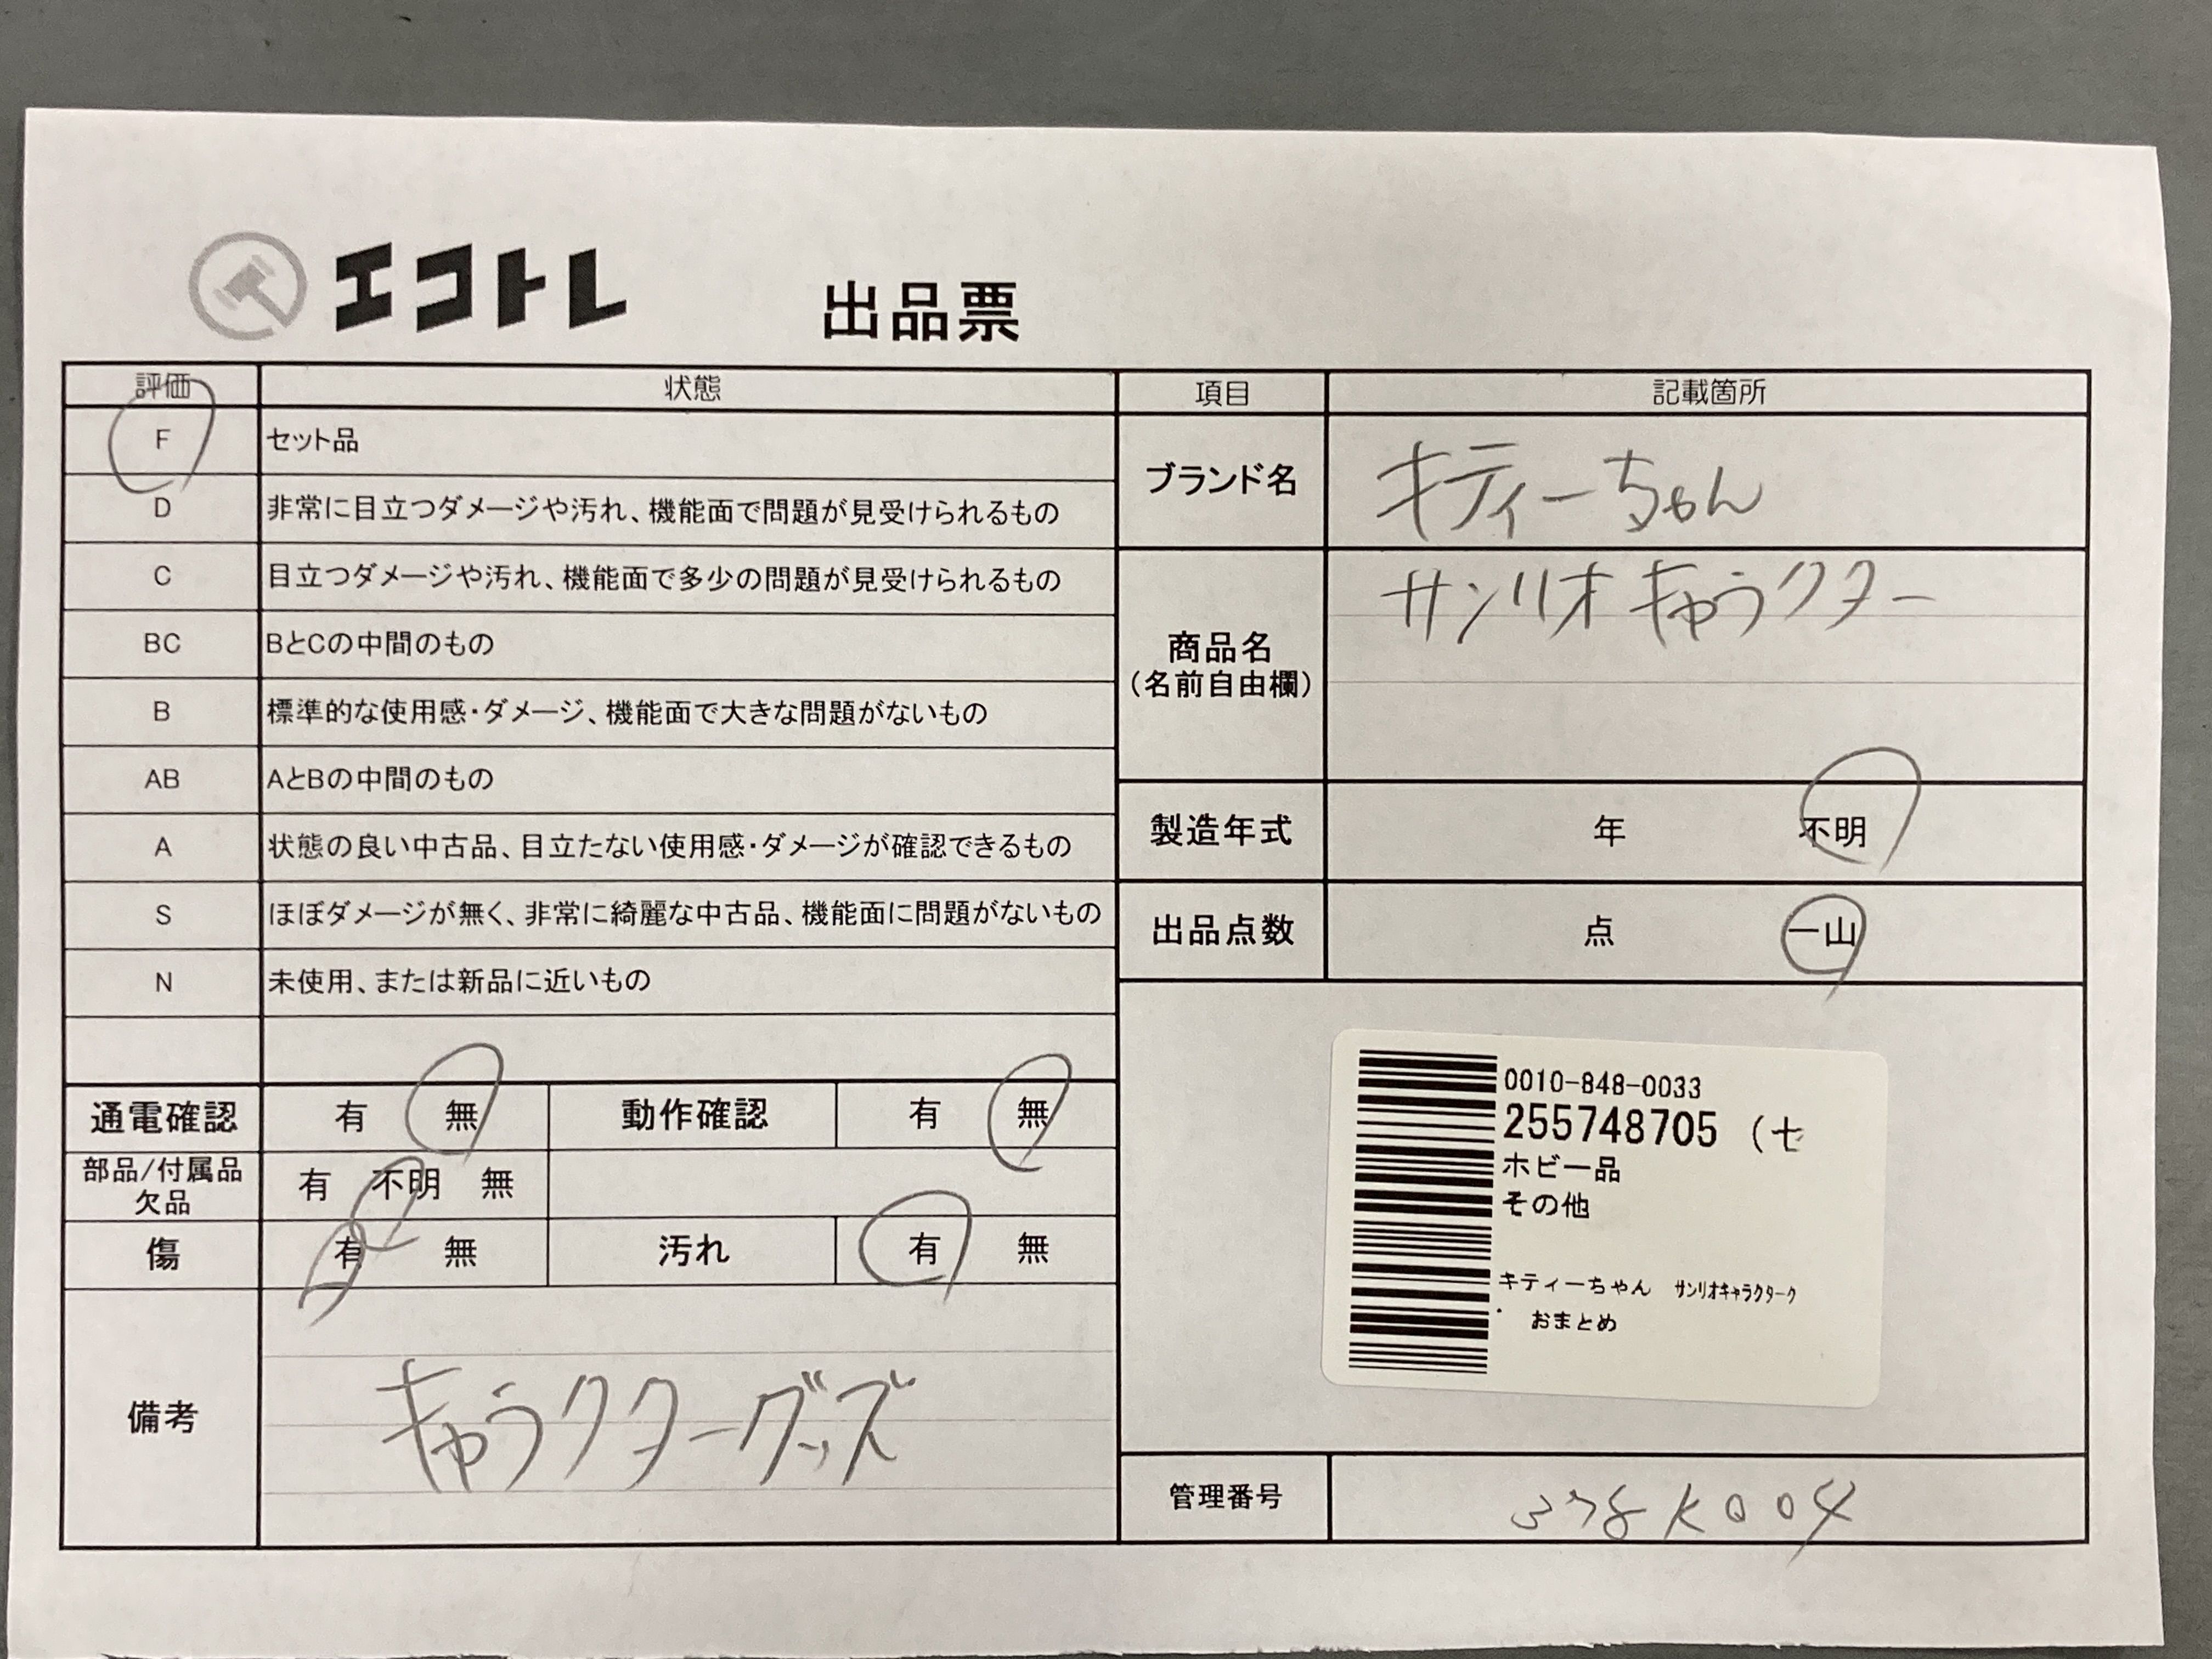 エコトレ 出品票
評価 状態
F セット品
D 非常に目立つダメージや汚れ、機能面で問題が見受けられるもの
C 目立つダメージや汚れ、機能面で多少の問題が見受けられるもの
BC BとCの中間のもの
B 標準的な使用感・ダメージ、機能面で大きな問題がないもの
AB AとBの中間のもの
A 状態の良い中古品、目立たない使用感・ダメージが確認できるもの
S ほぼダメージが無く、非常に綺麗な中古品、機能面に問題がないもの
N 未使用、または新品に近いもの
通電確認 有 無 動作確認 有 無
部品/付属品
欠品 有 不明 無
傷 有 無 汚れ 有 無
備考 キャラクターグッズ
項目 記載箇所
ブランド名 キティーちゃん
商品名
(名前自由欄)
サンリオキャラクター
製造年式 年 不明
出品点数 点 一山
0010-848-0033
255748705 (セ
ホビー品
その他
キティーちゃん サンリオキャラクターク
゛ おまとめ
管理番号 378K004